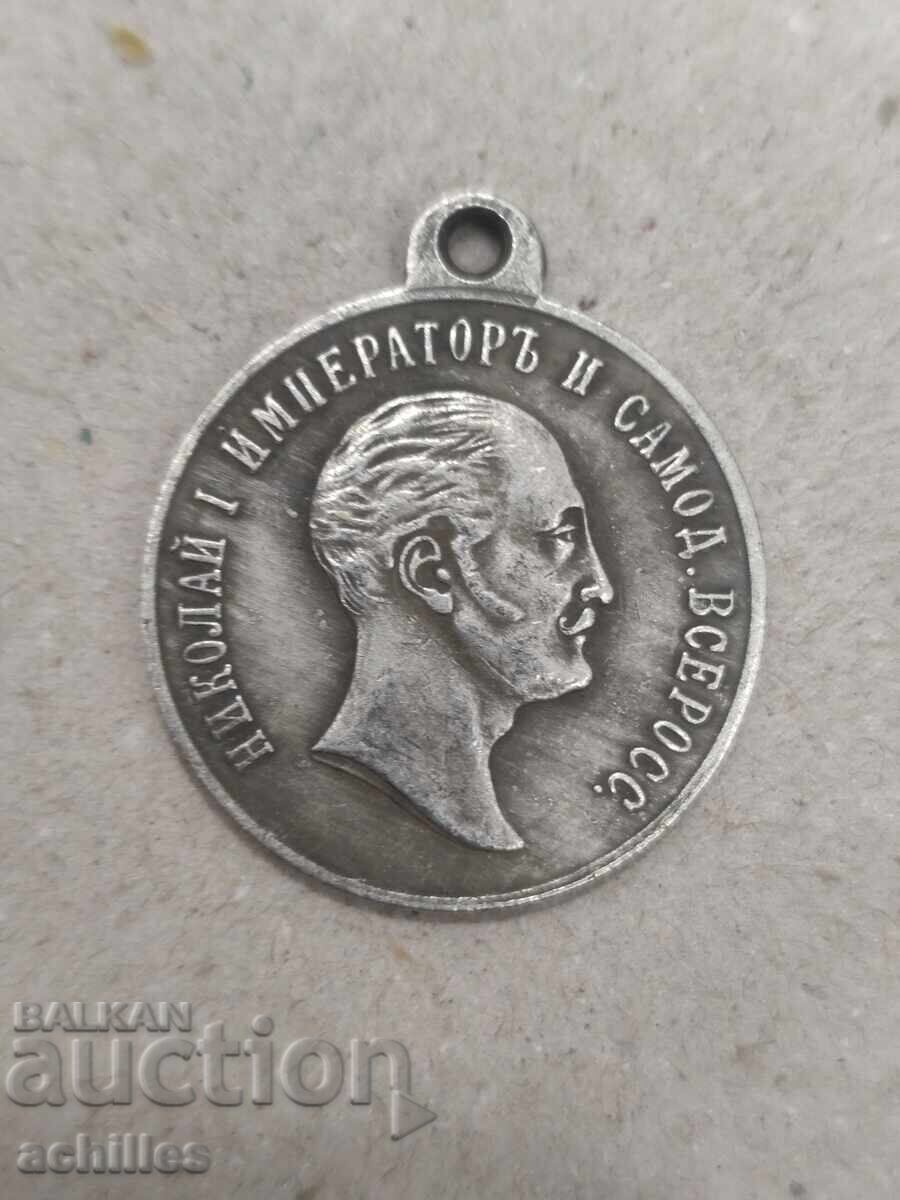 НИКОЛАЙ I ИМПЕРАТОРЪ И САМОД. ВСЕРОСС.
BALKAN
auction
achilles